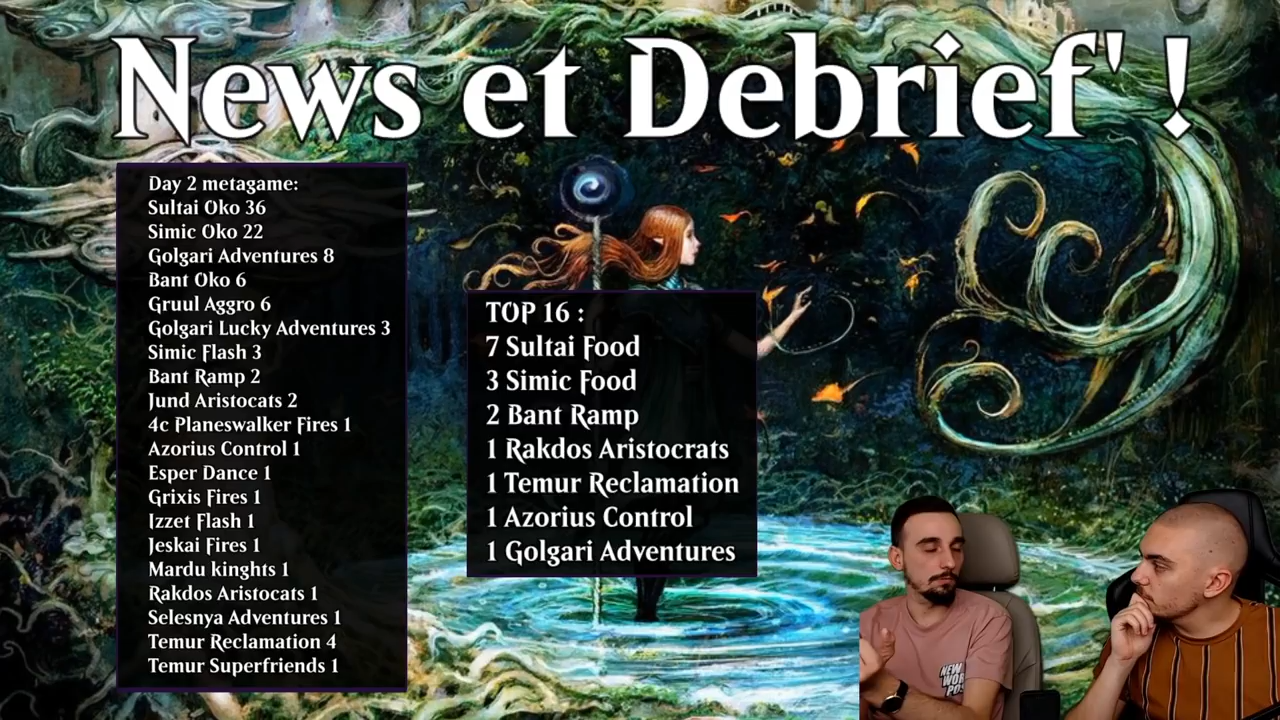 News et Debrief' !
Day 2 metagame:
Sultai Oko 36
Simic Oko 22
Golgari Adventures 8
Bant Oko 6
Gruul Aggro 6
Golgari Lucky Adventures 3
Simic Flash 3
Bant Ramp 2
Jund Aristocats 2
4c Planeswalker Fires 1
Azorius Control 1
Esper Dance 1
Grixis Fires 1
Izzet Flash 1
Jeskai Fires 1
Mardu kinghts 1
Rakdos Aristocats 1
Selesnya Adventures 1
Temur Reclamation 4
Temur Superfriends 1
TOP 16 :
7 Sultai Food
3 Simic Food
2 Bant Ramp
1 Rakdos Aristocrats
1 Temur Reclamation
1 Azorius Control
1 Golgari Adventures
NEW
WOR
POS